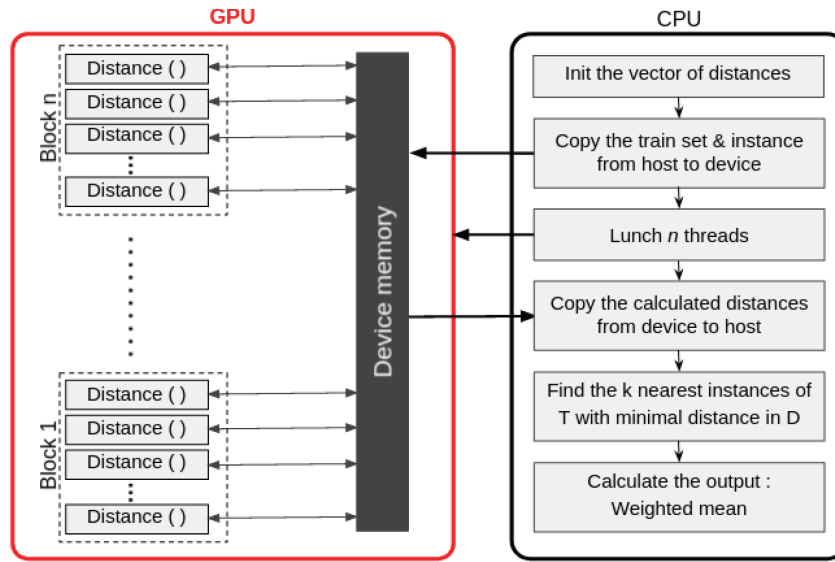 GPU
Block n
Distance ( )
Distance ( )
Distance ( )
Distance ( )
Block 1
Distance ( )
Distance ( )
Distance ( )
Distance ( )
Device memory
CPU
Init the vector of distances
Copy the train set & instance
from host to device
Lunch n threads
Copy the calculated distances
from device to host
Find the k nearest instances of
T with minimal distance in D
Calculate the output :
Weighted mean